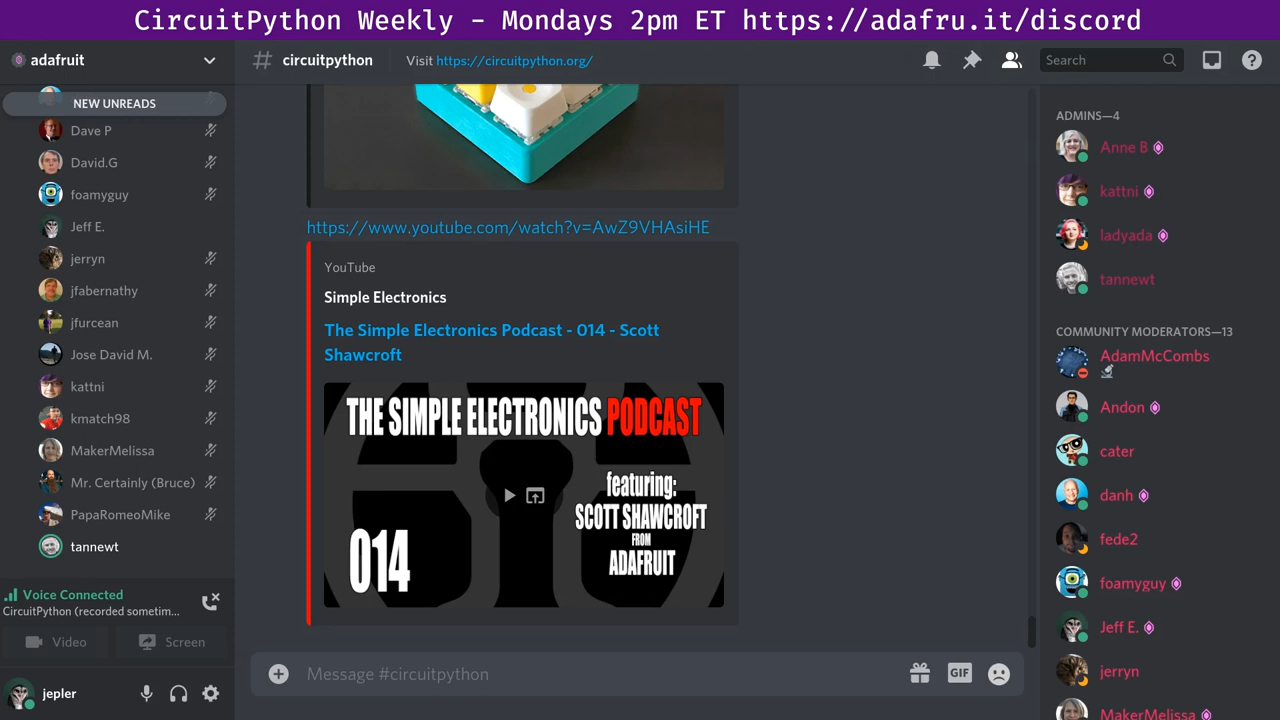 CircuitPython Weekly - Mondays 2pm ET https://adafru.it/discord
adafruit
# circuitpython
Visit https://circuitpython.org/
Search
NEW UNREADS
Dave P
David.G
foamyguy
Jeff E.
jerryn
jfabernathy
jfurcean
Jose David M.
kattni
kmatch98
MakerMelissa
Mr. Certainly (Bruce)
PapaRomeoMike
tannewt
Voice Connected
CircuitPython (recorded sometim...
Video
Screen
jepler
https://www.youtube.com/watch?v=AwZ9VHAsiHE
YouTube
Simple Electronics
The Simple Electronics Podcast - 014 - Scott
Shawcroft
THE SIMPLE ELECTRONICS PODCAST
featuring:
SCOTT SHAWCROFT
FROM
ADAFRUIT
014
Message #circuitpython
GIF
ADMINS—4
Anne B
kattni
ladyada
tannewt
COMMUNITY MODERATORS—13
AdamMcCombs
Andon
cater
danh
fede2
foamyguy
Jeff E.
jerryn
MakerMelissa